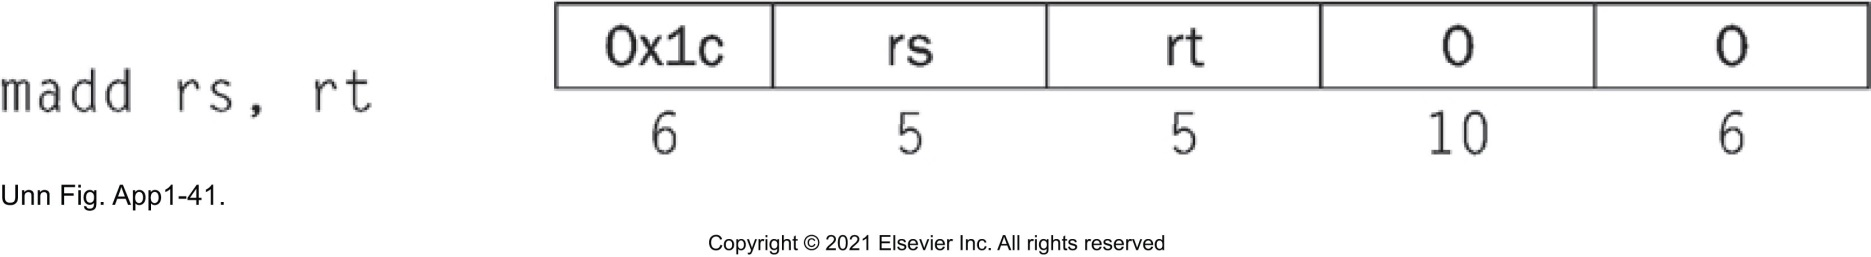 0x1c rs rt 0 0
madd rs, rt
6 5 5 10 6
Unn Fig. App1-41.
Copyright © 2021 Elsevier Inc. All rights reserved